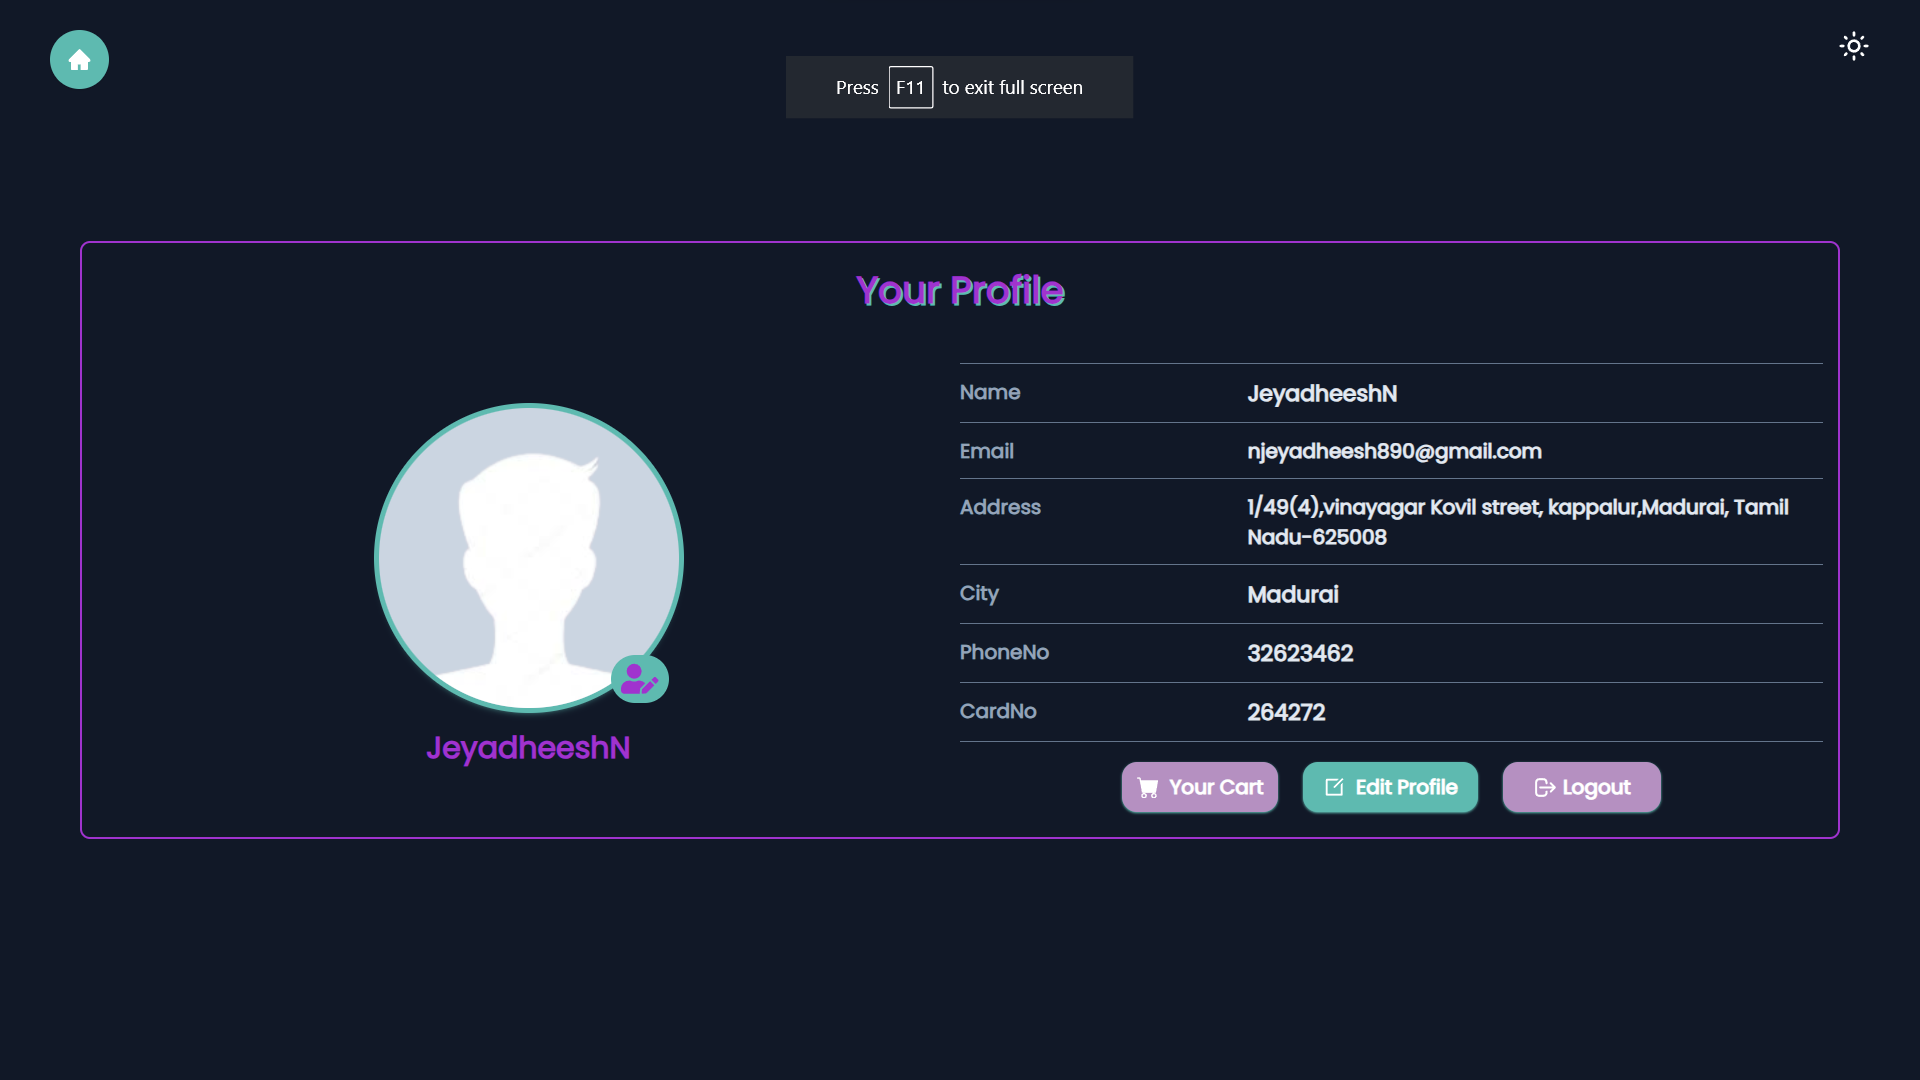 Press F11 to exit full screen
Your Profile
Name JeyadheeshN
Email njeyadheesh890@gmail.com
Address 1/49(4),vinayagar Kovil street, kappalur,Madurai, Tamil
Nadu-625008
City Madurai
PhoneNo 32623462
CardNo 264272
JeyadheeshN
Your Cart Edit Profile Logout